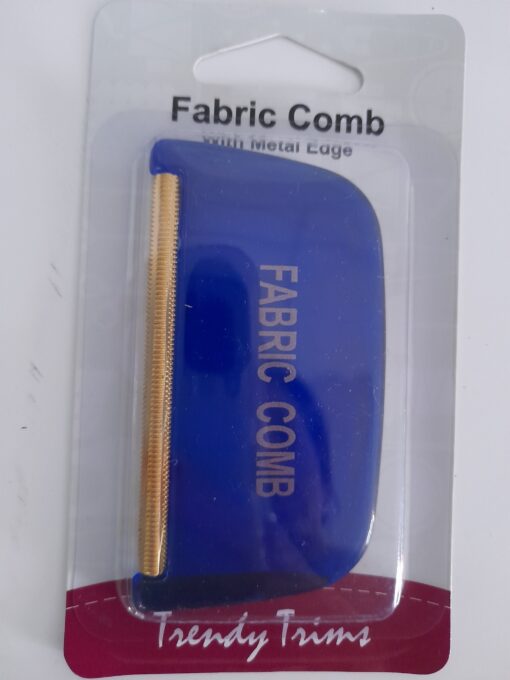 Fabric Comb
With Metal Edge
FABRIC COMB
Trendy Trims